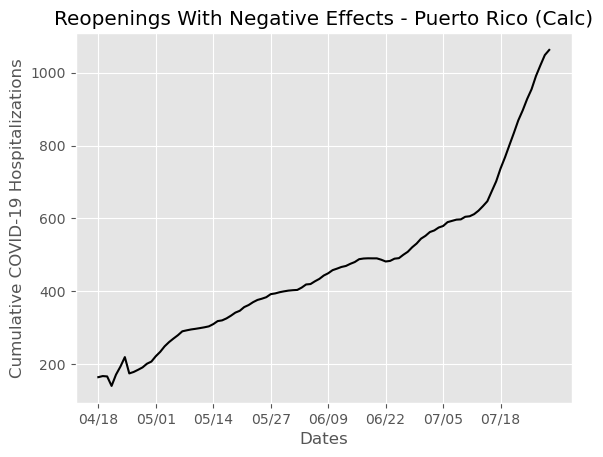 Reopenings With Negative Effects - Puerto Rico (Calc)
Cumulative COVID-19 Hospitalizations
1000
800
600
400
200
04/18 05/01 05/14 05/27 06/09 06/22 07/05 07/18
Dates